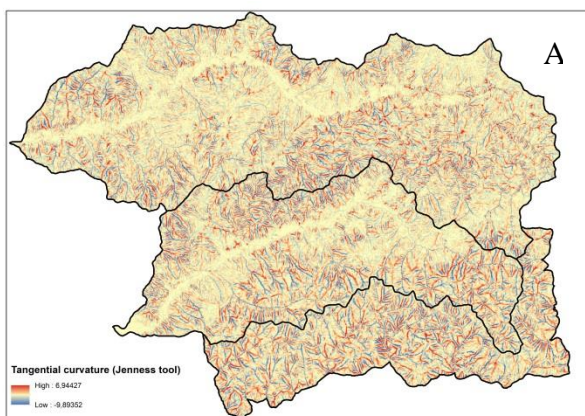 A
Tangential curvature (Jenness tool)
High : 6,94427
Low : -9,89352